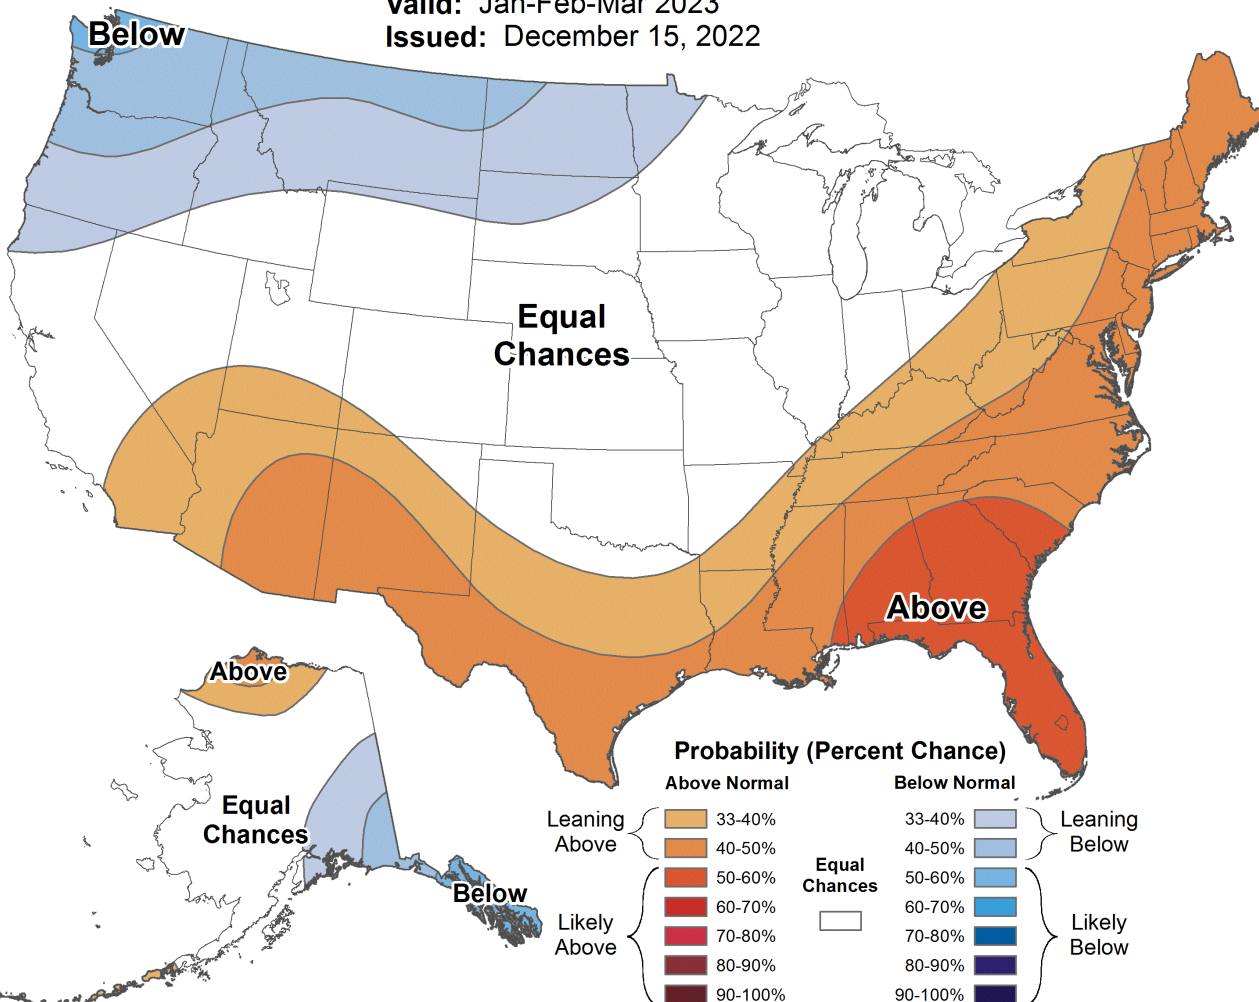 Valid: Jan-Feb-Mar 2023
Issued: December 15, 2022
Below
Equal
Chances
Above
Above
Equal
Chances
Below
Probability (Percent Chance)
Above Normal
Below Normal
Leaning
Above
33-40%
40-50%
50-60%
60-70%
70-80%
80-90%
90-100%
Likely
Above
Equal
Chances
33-40%
40-50%
50-60%
60-70%
70-80%
80-90%
90-100%
Leaning
Below
Likely
Below